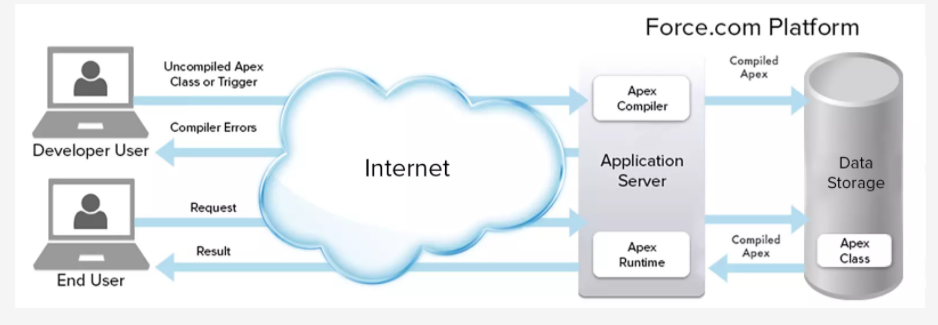 Force.com Platform
Uncompiled Apex
Class or Trigger
Compiler Errors
Developer User
Internet
Apex
Compiler
Application
Server
Compiled
Apex
Data
Storage
Request
Result
End User
Apex
Runtime
Compiled
Apex
Apex
Class